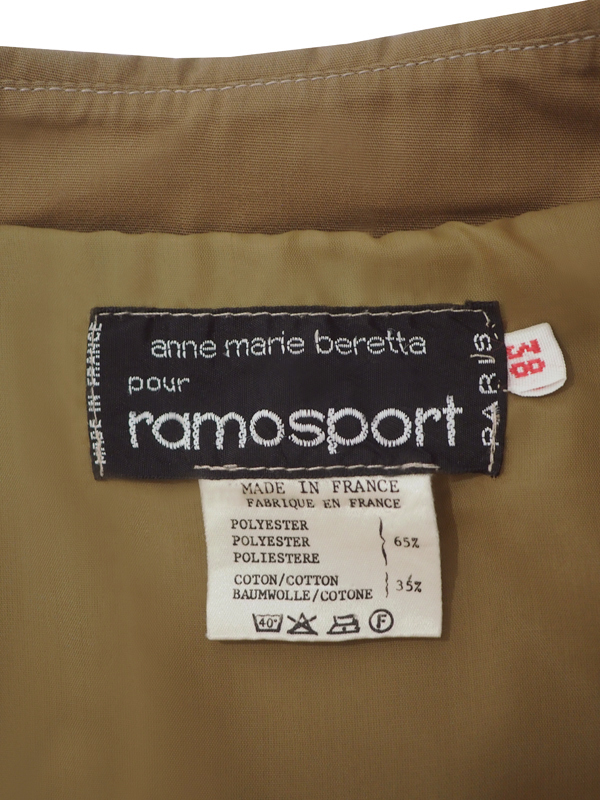 anne marie beretta
pour
ramosport
MADE IN FRANCE
PARIS
38
MADE IN FRANCE
FABRIQUE EN FRANCE
POLYESTER
POLYESTER 65%
POLIESTERE
COTON/COTTON
BAUMWOLLE/COTONE 35%
40° F